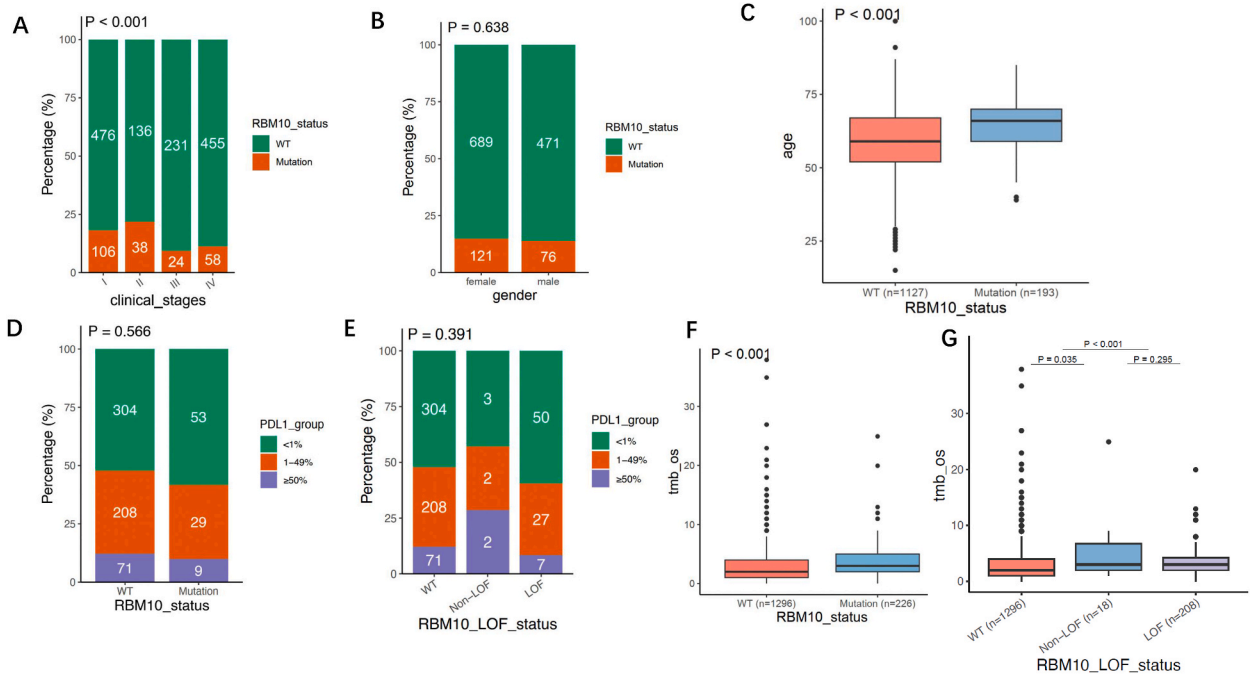 A
P < 0.001
Percentage (%)
100
75
50
25
0
476
136
231
455
106
38
24
58
I
II
III
IV
clinical_stages
RBM10_status
WT
Mutation
B
P = 0.638
Percentage (%)
100
75
50
25
0
689
471
121
76
female
male
gender
RBM10_status
WT
Mutation
C
P < 0.001
age
100
75
50
25
WT (n=1127)
Mutation (n=193)
RBM10_status
D
P = 0.566
Percentage (%)
100
75
50
25
0
304
53
208
29
71
9
WT
Mutation
RBM10_status
PDL1_group
<1%
1−49%
≥50%
E
P = 0.391
Percentage (%)
100
75
50
25
0
304
3
50
208
2
27
71
2
7
WT
Non−LOF
LOF
RBM10_LOF_status
PDL1_group
<1%
1−49%
≥50%
F
P < 0.001
tmb_os
30
20
10
0
WT (n=1296)
Mutation (n=226)
RBM10_status
G
P < 0.001
P = 0.035
P = 0.295
tmb_os
30
20
10
0
WT (n=1296)
Non−LOF (n=18)
LOF (n=208)
RBM10_LOF_status